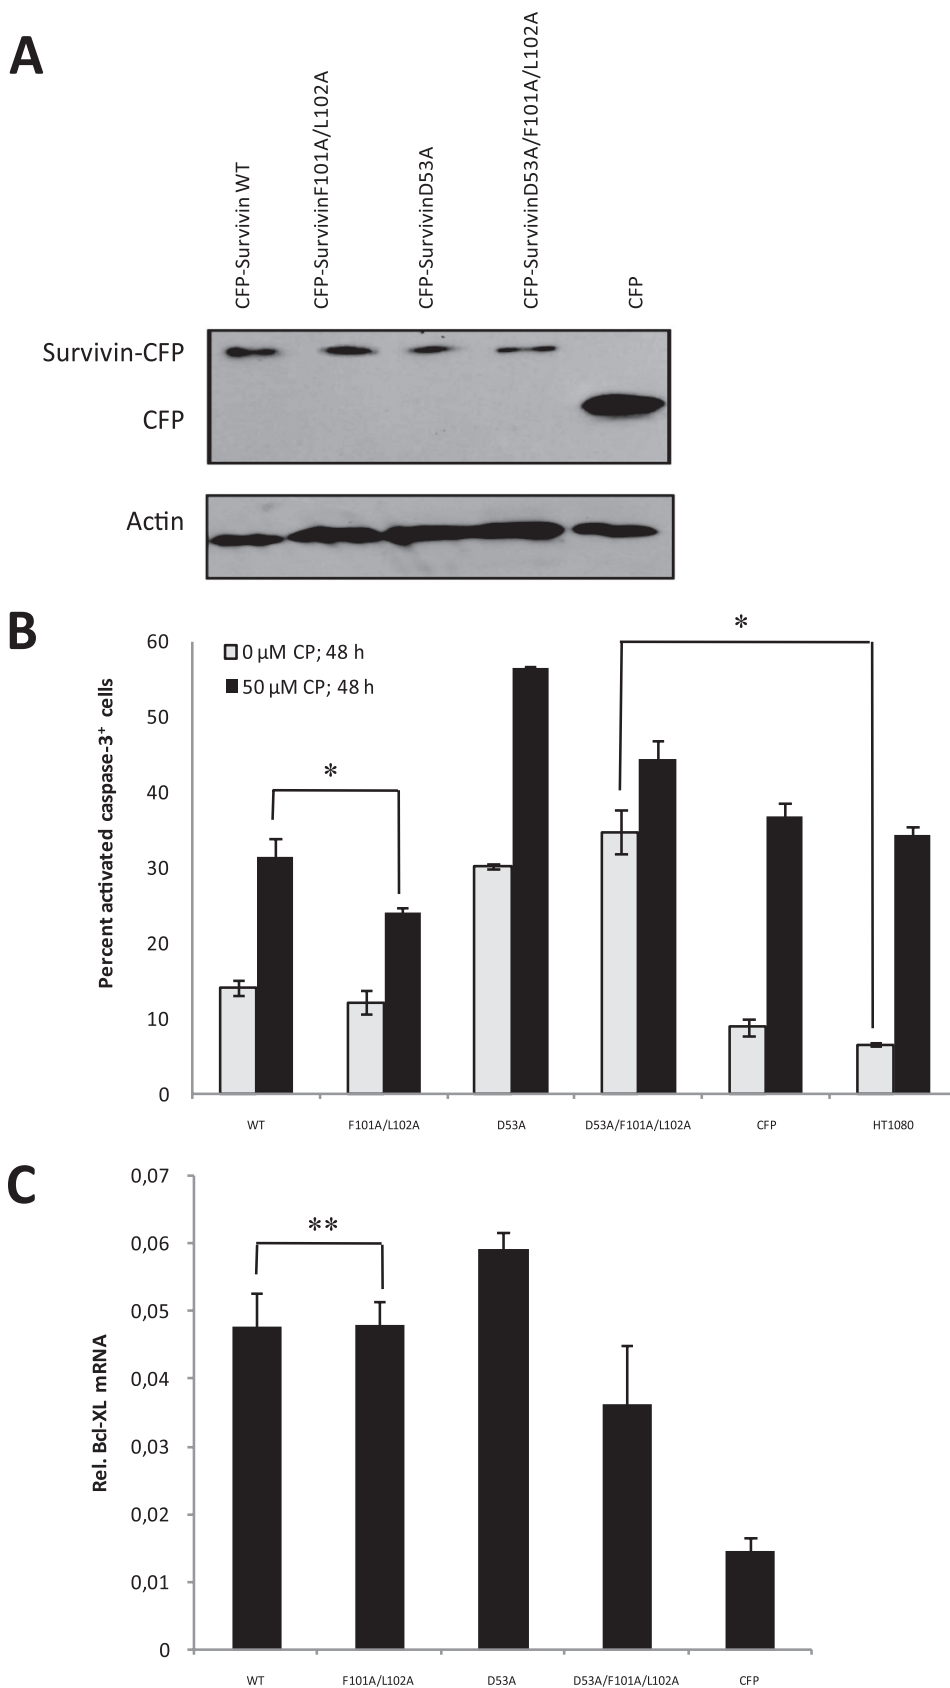 A
CFP-Survivin WT
CFP-SurvivinF101A/L102A
CFP-SurvivinD53A
CFP-SurvivinD53A/F101A/L102A
CFP
Survivin-CFP
CFP
Actin
B
Percent activated caspase-3⁺ cells
60
50
40
30
20
10
0
0 µM CP; 48 h
50 µM CP; 48 h
*
*
WT
F101A/L102A
D53A
D53A/F101A/L102A
CFP
HT1080
C
Rel. Bcl-XL mRNA
0,07
0,06
0,05
0,04
0,03
0,02
0,01
0
**
WT
F101A/L102A
D53A
D53A/F101A/L102A
CFP